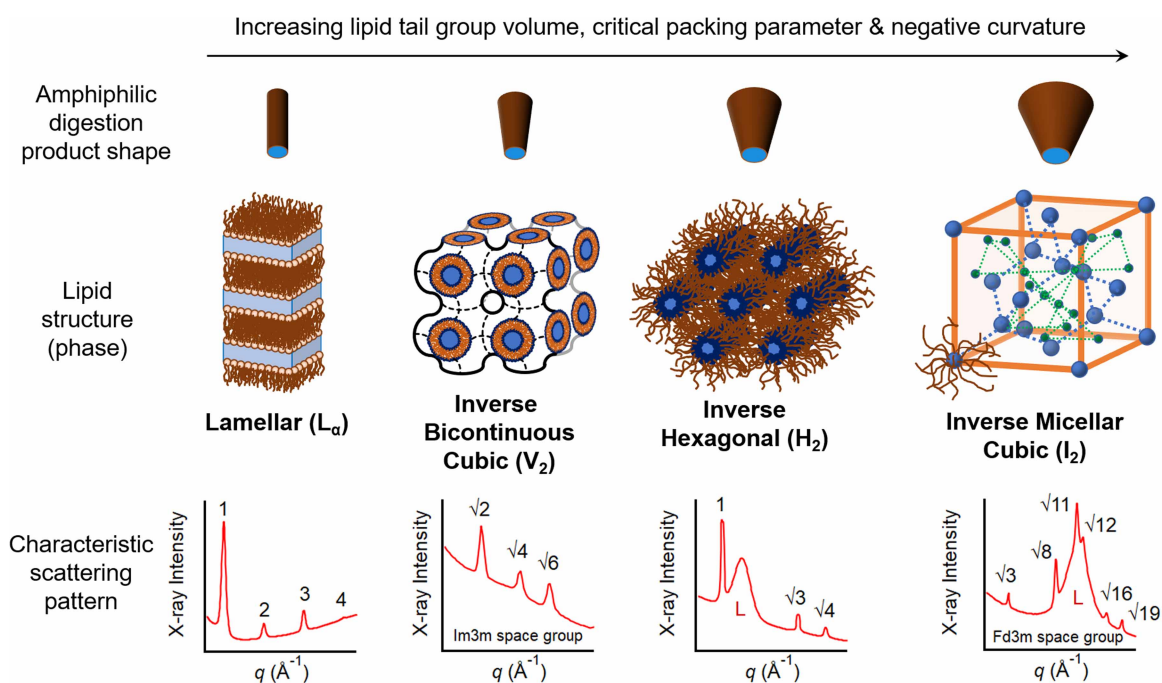 Increasing lipid tail group volume, critical packing parameter & negative curvature
Amphiphilic
digestion
product shape
Lipid
structure
(phase)
Lamellar (Lα)
Inverse
Bicontinuous
Cubic (V2)
Inverse
Hexagonal (H2)
Inverse Micellar
Cubic (I2)
Characteristic
scattering
pattern
X-ray Intensity
1
2
3
4
q (Å-1)
X-ray Intensity
√2
√4
√6
Im3m space group
q (Å-1)
X-ray Intensity
1
L
√3
√4
q (Å-1)
X-ray Intensity
√3
√8
√11
√12
L
√16
√19
Fd3m space group
q (Å-1)